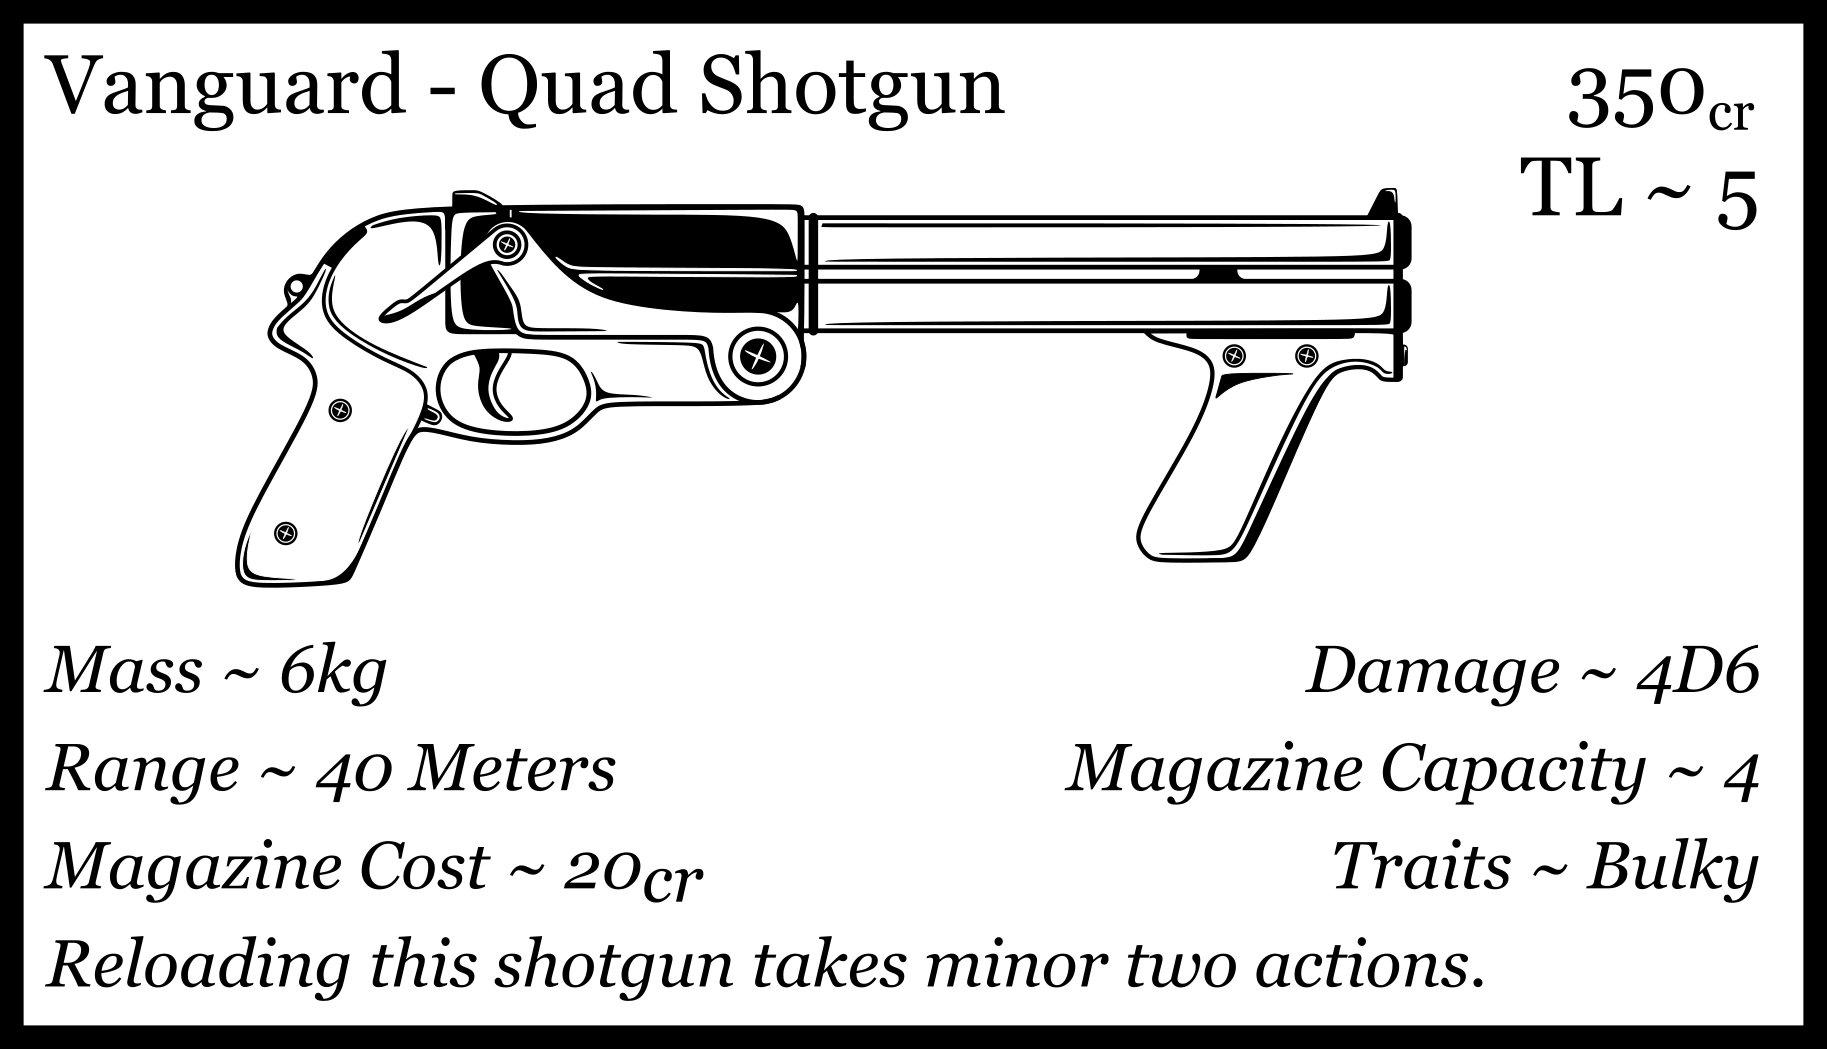 Vanguard - Quad Shotgun
350cr
TL ~ 5
Mass ~ 6kg
Damage ~ 4D6
Range ~ 40 Meters
Magazine Capacity ~ 4
Magazine Cost ~ 20cr
Traits ~ Bulky
Reloading this shotgun takes minor two actions.